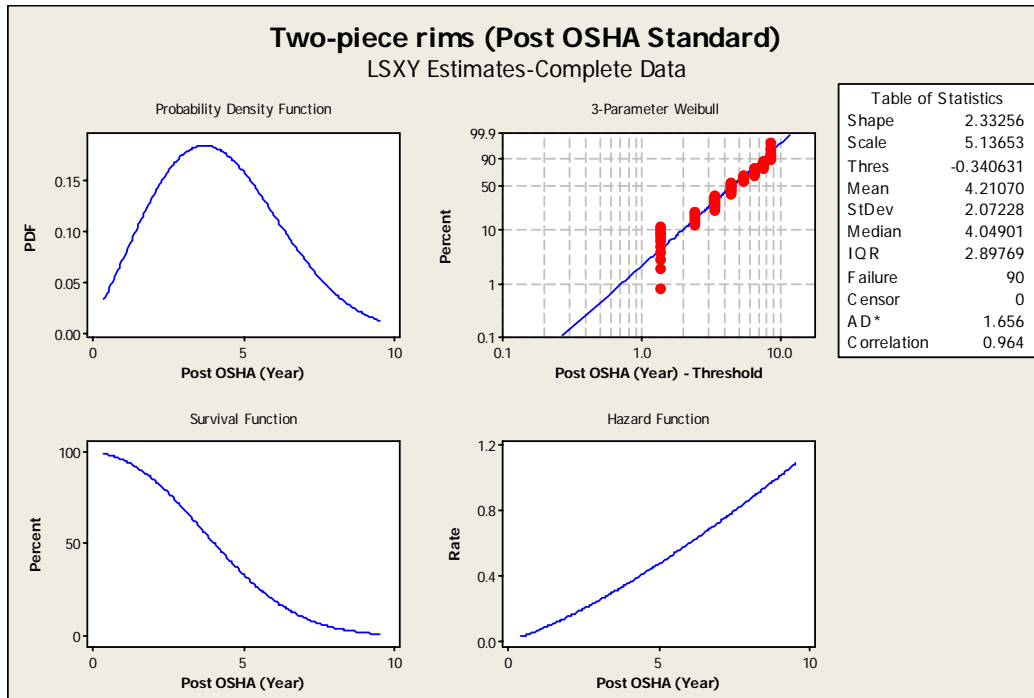 Two-piece rims (Post OSHA Standard)
LSXY Estimates-Complete Data
Probability Density Function
PDF
0.15
0.10
0.05
0.00
0 5 10
Post OSHA (Year)
3-Parameter Weibull
Percent
99.9
90
50
10
1
0.1
0.1 1.0 10.0
Post OSHA (Year) - Threshold
Table of Statistics
Shape 2.33256
Scale 5.13653
Thres -0.340631
Mean 4.21070
StDev 2.07228
Median 4.04901
IQR 2.89769
Failure 90
Censor 0
AD* 1.656
Correlation 0.964
Survival Function
Percent
100
50
0
0 5 10
Post OSHA (Year)
Hazard Function
Rate
1.2
0.8
0.4
0.0
0 5 10
Post OSHA (Year)